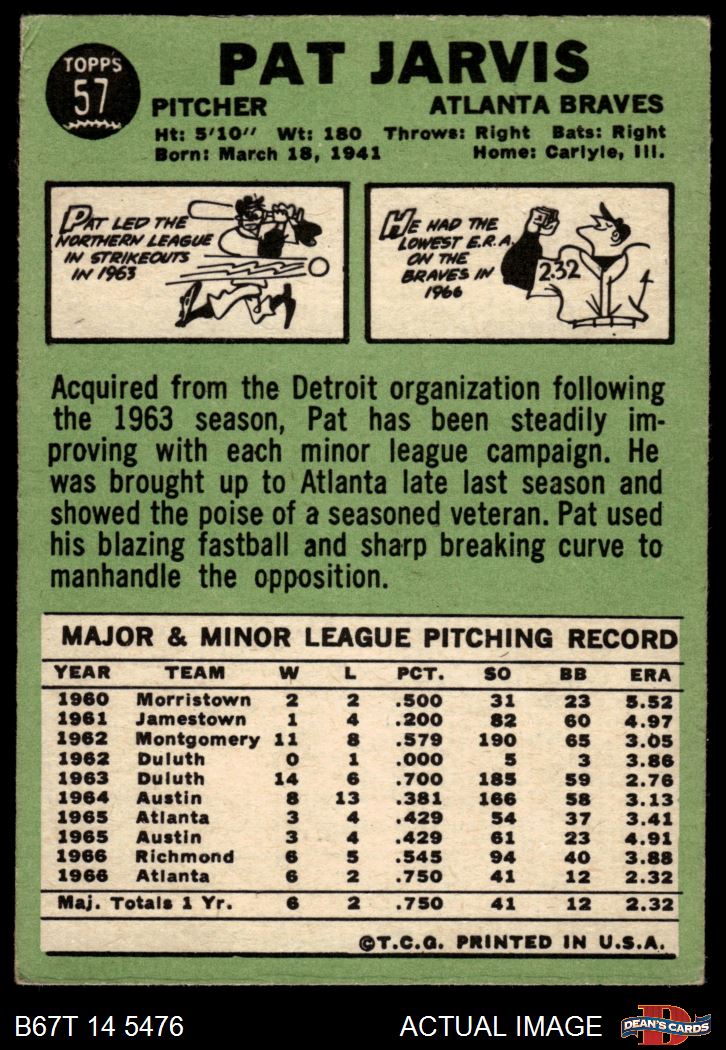 TOPPS
57
PAT JARVIS
PITCHER ATLANTA BRAVES
Ht: 5'10" Wt: 180 Throws: Right Bats: Right
Born: March 18, 1941 Home: Carlyle, Ill.
PAT LED THE
NORTHERN LEAGUE
IN STRIKEOUTS
IN 1963
HE HAD THE
LOWEST E.R.A.
ON THE
BRAVES IN
1966
2.32
Acquired from the Detroit organization following
the 1963 season, Pat has been steadily im-
proving with each minor league campaign. He
was brought up to Atlanta late last season and
showed the poise of a seasoned veteran. Pat used
his blazing fastball and sharp breaking curve to
manhandle the opposition.
MAJOR & MINOR LEAGUE PITCHING RECORD
YEAR TEAM W L PCT. SO BB ERA
1960 Morristown 2 2 .500 31 23 5.52
1961 Jamestown 1 4 .200 82 60 4.97
1962 Montgomery 11 8 .579 190 65 3.05
1962 Duluth 0 1 .000 5 3 3.86
1963 Duluth 14 6 .700 185 59 2.76
1964 Austin 8 13 .381 166 58 3.13
1965 Atlanta 3 4 .429 54 37 3.41
1965 Austin 3 4 .429 61 23 4.91
1966 Richmond 6 5 .545 94 40 3.88
1966 Atlanta 6 2 .750 41 12 2.32
Maj. Totals 1 Yr. 6 2 .750 41 12 2.32
©T.C.G. PRINTED IN U.S.A.
B67T 14 5476 ACTUAL IMAGE
D
DEAN'S CARDS